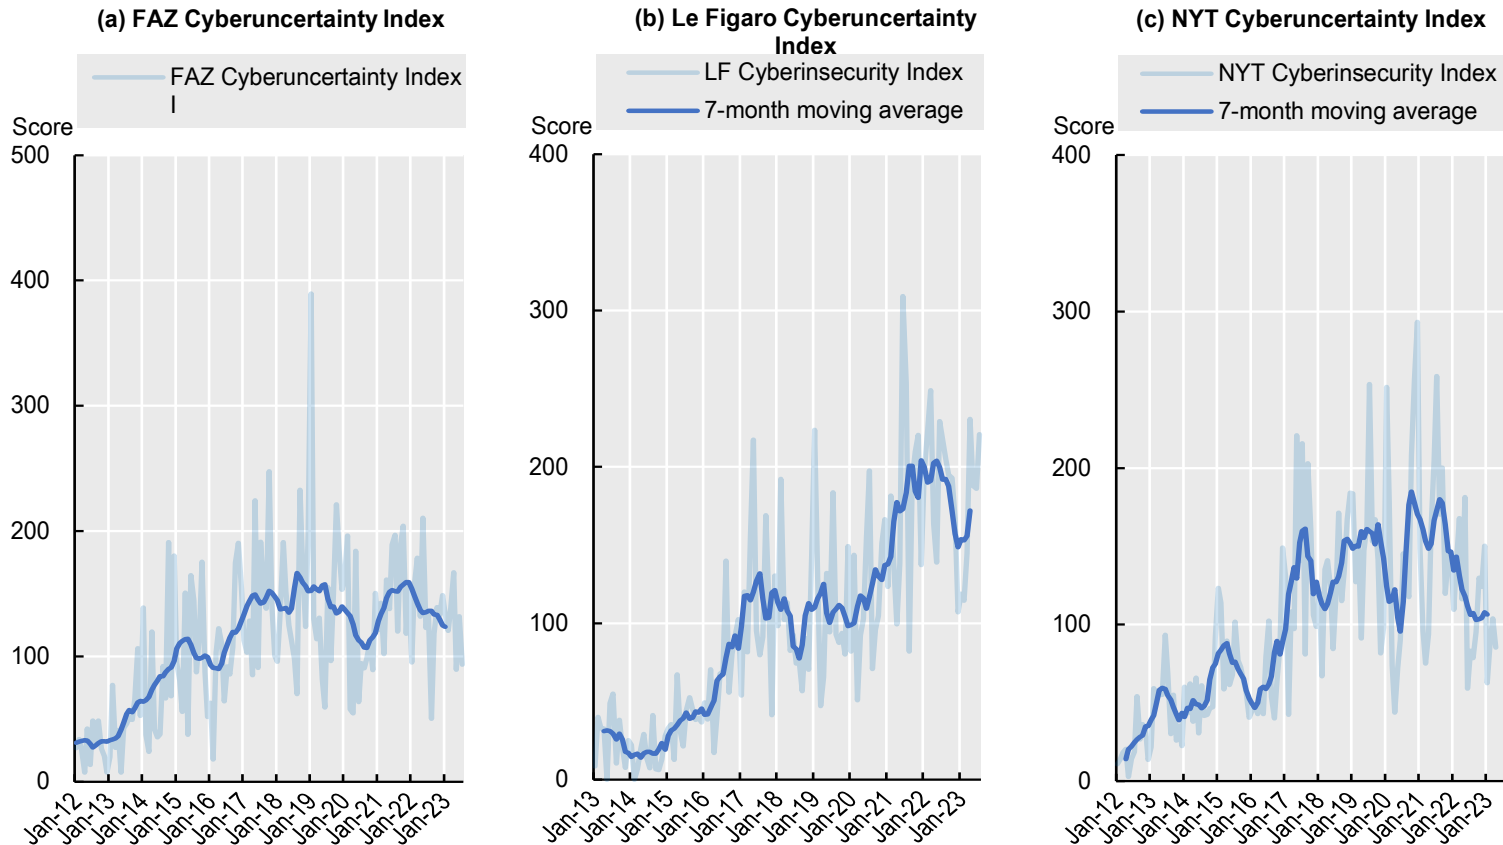 (a) FAZ Cyberuncertainty Index
FAZ Cyberuncertainty Index
I
Score
500
400
300
200
100
0
Jan-12
Jan-13
Jan-14
Jan-15
Jan-16
Jan-17
Jan-18
Jan-19
Jan-20
Jan-21
Jan-22
Jan-23
(b) Le Figaro Cyberuncertainty
Index
LF Cyberinsecurity Index
7-month moving average
Score
400
300
200
100
0
Jan-13
Jan-14
Jan-15
Jan-16
Jan-17
Jan-18
Jan-19
Jan-20
Jan-21
Jan-22
Jan-23
(c) NYT Cyberuncertainty Index
NYT Cyberinsecurity Index
7-month moving average
Score
400
300
200
100
0
Jan-12
Jan-13
Jan-14
Jan-15
Jan-16
Jan-17
Jan-18
Jan-19
Jan-20
Jan-21
Jan-22
Jan-23